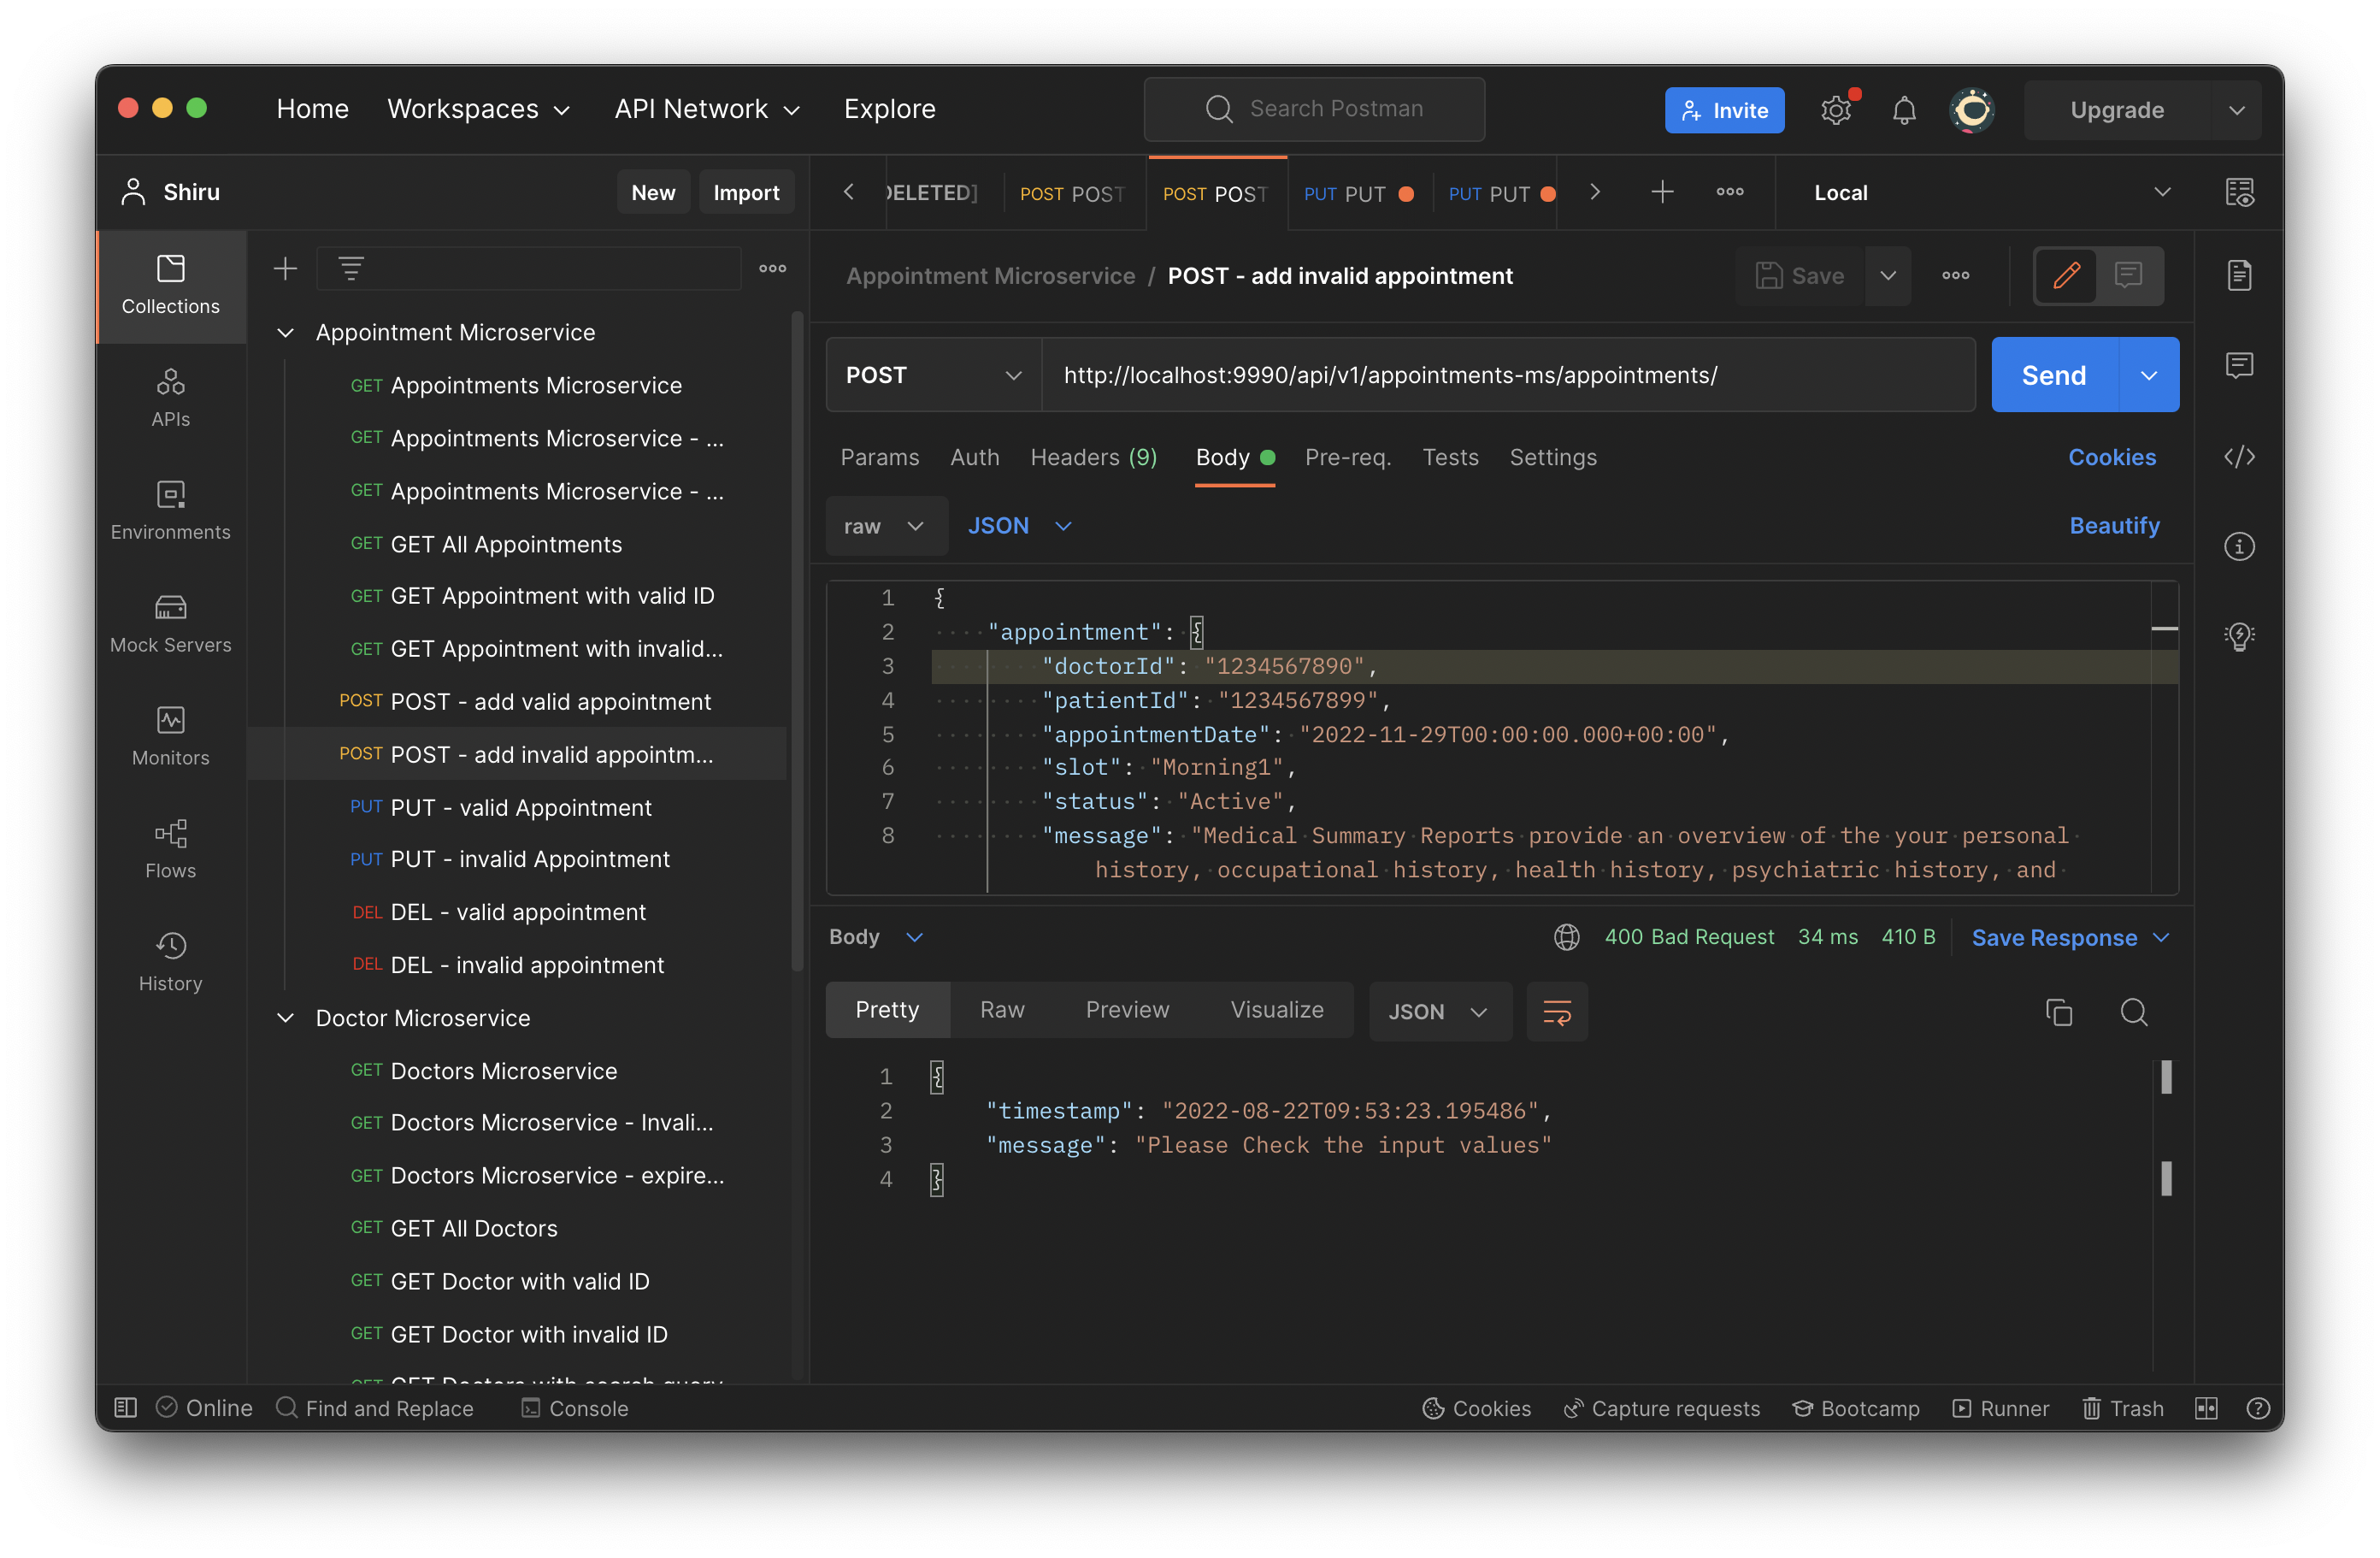 Home Workspaces API Network Explore Search Postman Invite Upgrade
Shiru New Import
DELETED] POST POST POST POST PUT PUT PUT PUT Local
Collections
APIs
Environments
Mock Servers
Monitors
Flows
History
Appointment Microservice
GET Appointments Microservice
GET Appointments Microservice - ...
GET Appointments Microservice - ...
GET GET All Appointments
GET GET Appointment with valid ID
GET GET Appointment with invalid...
POST POST - add valid appointment
POST POST - add invalid appointm...
PUT PUT - valid Appointment
PUT PUT - invalid Appointment
DEL DEL - valid appointment
DEL DEL - invalid appointment
Doctor Microservice
GET Doctors Microservice
GET Doctors Microservice - Invali...
GET Doctors Microservice - expire...
GET GET All Doctors
GET GET Doctor with valid ID
GET GET Doctor with invalid ID
GET GET Doctors with search query
Appointment Microservice / POST - add invalid appointment Save
POST http://localhost:9990/api/v1/appointments-ms/appointments/ Send
Params Auth Headers (9) Body Pre-req. Tests Settings Cookies
raw JSON Beautify
1 {
2 "appointment": {
3 "doctorId": "1234567890",
4 "patientId": "1234567899",
5 "appointmentDate": "2022-11-29T00:00:00.000+00:00",
6 "slot": "Morning1",
7 "status": "Active",
8 "message": "Medical Summary Reports provide an overview of the your personal
history, occupational history, health history, psychiatric history, and
Body 400 Bad Request 34 ms 410 B Save Response
Pretty Raw Preview Visualize JSON
1 {
2 "timestamp": "2022-08-22T09:53:23.195486",
3 "message": "Please Check the input values"
4 }
Online Find and Replace Console Cookies Capture requests Bootcamp Runner Trash